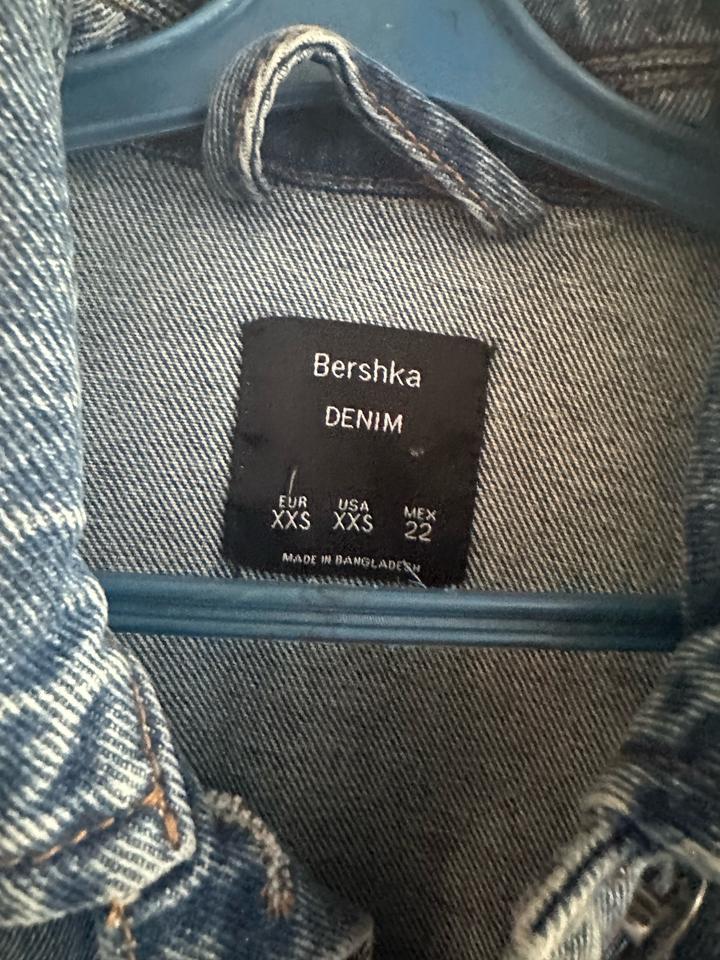 Bershka
DENIM
EUR USA MEX
XXS XXS 22
MADE IN BANGLADESH